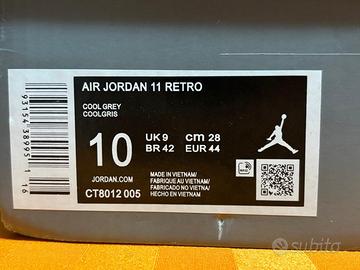 AIR JORDAN 11 RETRO
COOL GREY
COOLGRIS
10
UK 9 cm 28
BR 42 EUR 44
JORDAN.COM
CT8012 005
MADE IN VIETNAM/
FABRIQUÉ AU VIETNAM/
FABRICADO NO VIETNA/
HECHO EN VIETNAM
subito